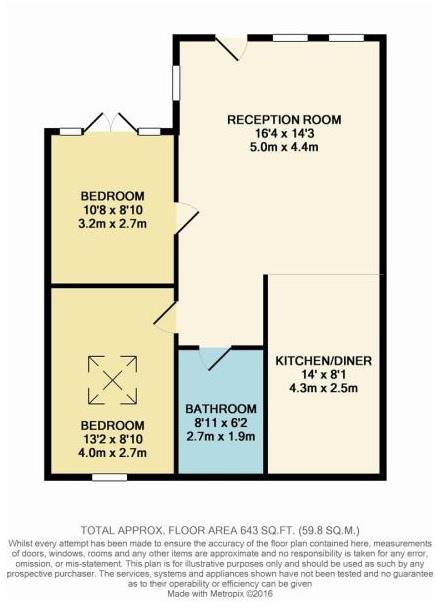 RECEPTION ROOM
16'4 x 14'3
5.0m x 4.4m
BEDROOM
10'8 x 8'10
3.2m x 2.7m
KITCHEN/DINER
14' x 8'1
4.3m x 2.5m
BATHROOM
8'11 x 6'2
2.7m x 1.9m
BEDROOM
13'2 x 8'10
4.0m x 2.7m
TOTAL APPROX. FLOOR AREA 643 SQ.FT. (59.8 SQ.M.)
Whilst every attempt has been made to ensure the accuracy of the floor plan contained here, measurements
of doors, windows, rooms and any other items are approximate and no responsibility is taken for any error,
omission, or mis-statement. This plan is for illustrative purposes only and should be used as such by any
prospective purchaser. The services, systems and appliances shown have not been tested and no guarantee
as to their operability or efficiency can be given
Made with Metropix ©2016